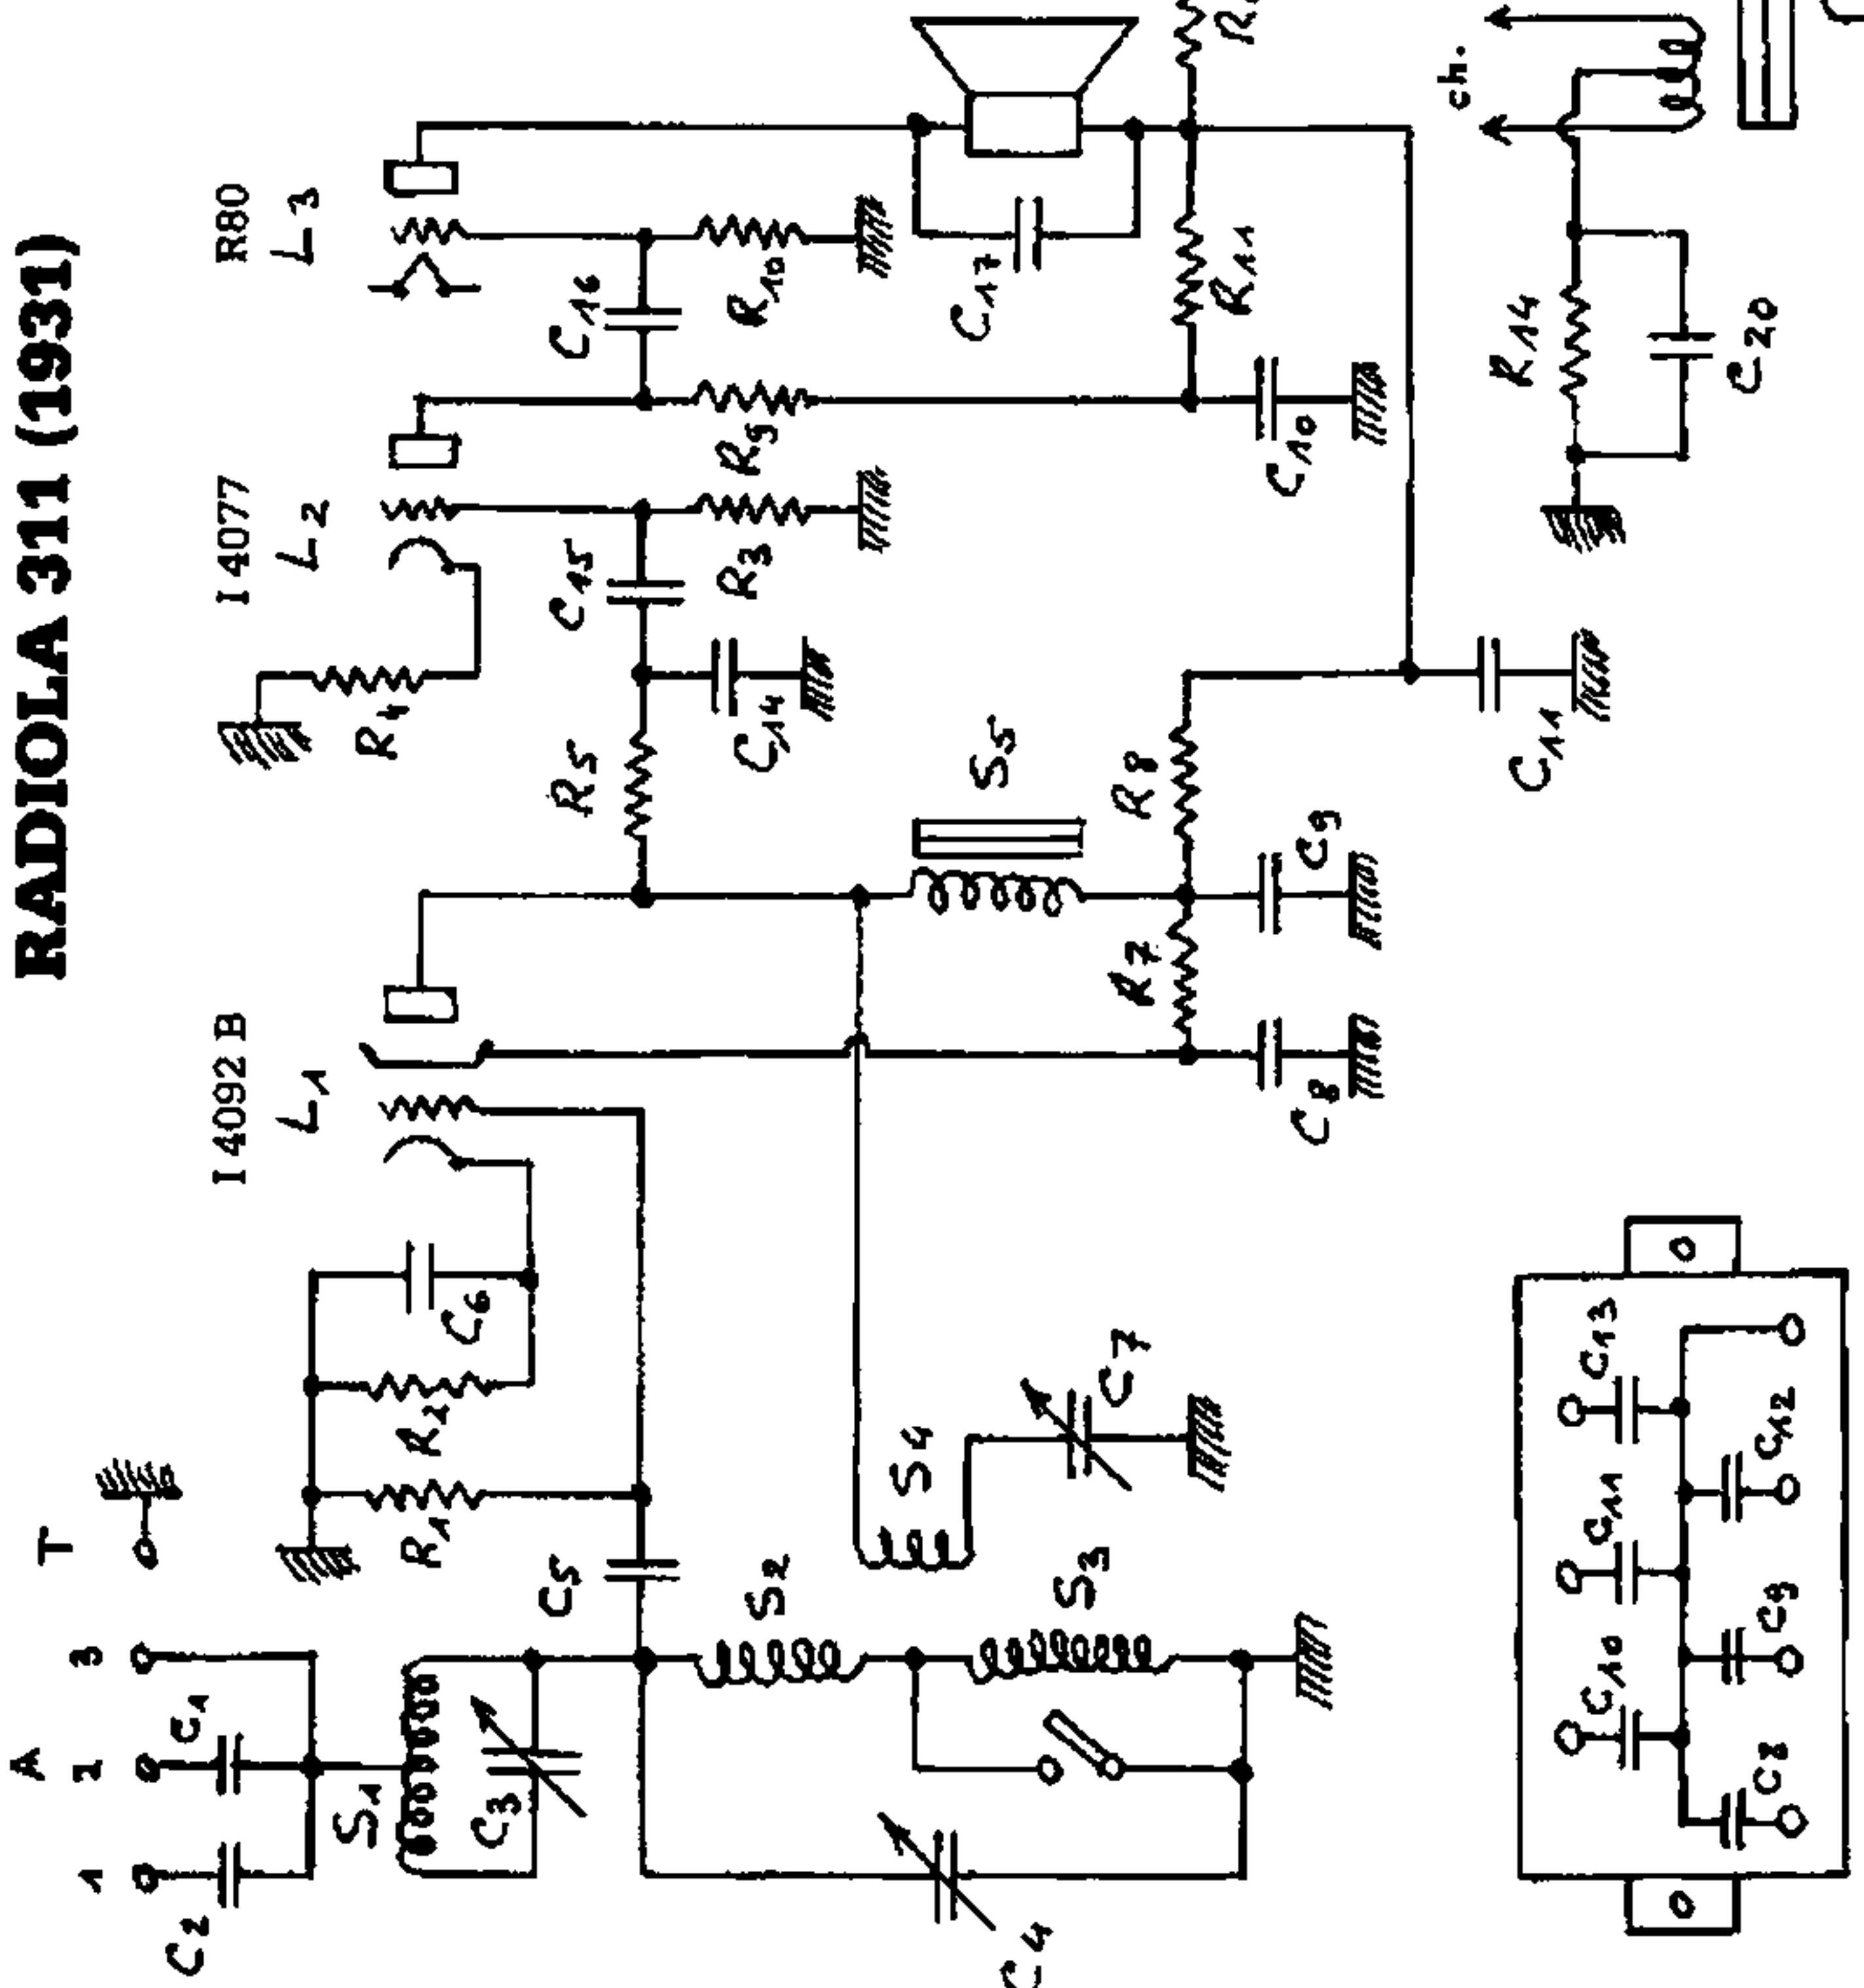 RADIOLA 311 (1931)
I 4092 B
L1
I 4077
L2
R80
L3
A
T
1
2
3
C2
C1
S1
C3
R1
R2
C6
C5
S2
S3
S4
C4
C7
R4
R5
C15
C14
R3
R9
C16
R10
C17
S5
R7
R8
R11
C8
C9
C10
C11
ch.
R14
C20
C10
C11
C13
C8
C9
C12